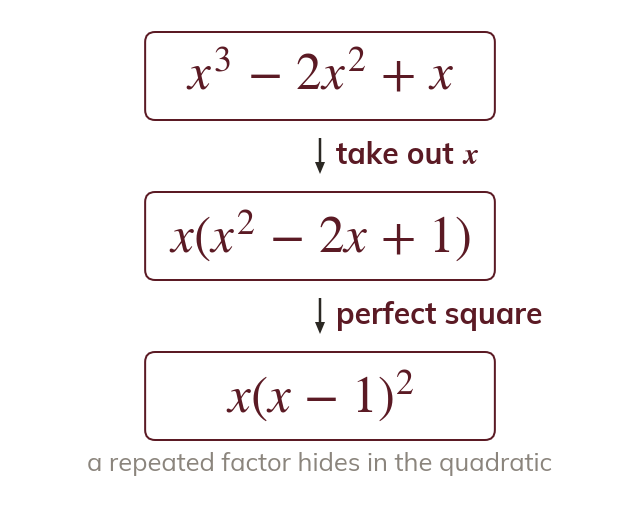 x³ − 2x² + x
take out x
x(x² − 2x + 1)
perfect square
x(x − 1)²
a repeated factor hides in the quadratic